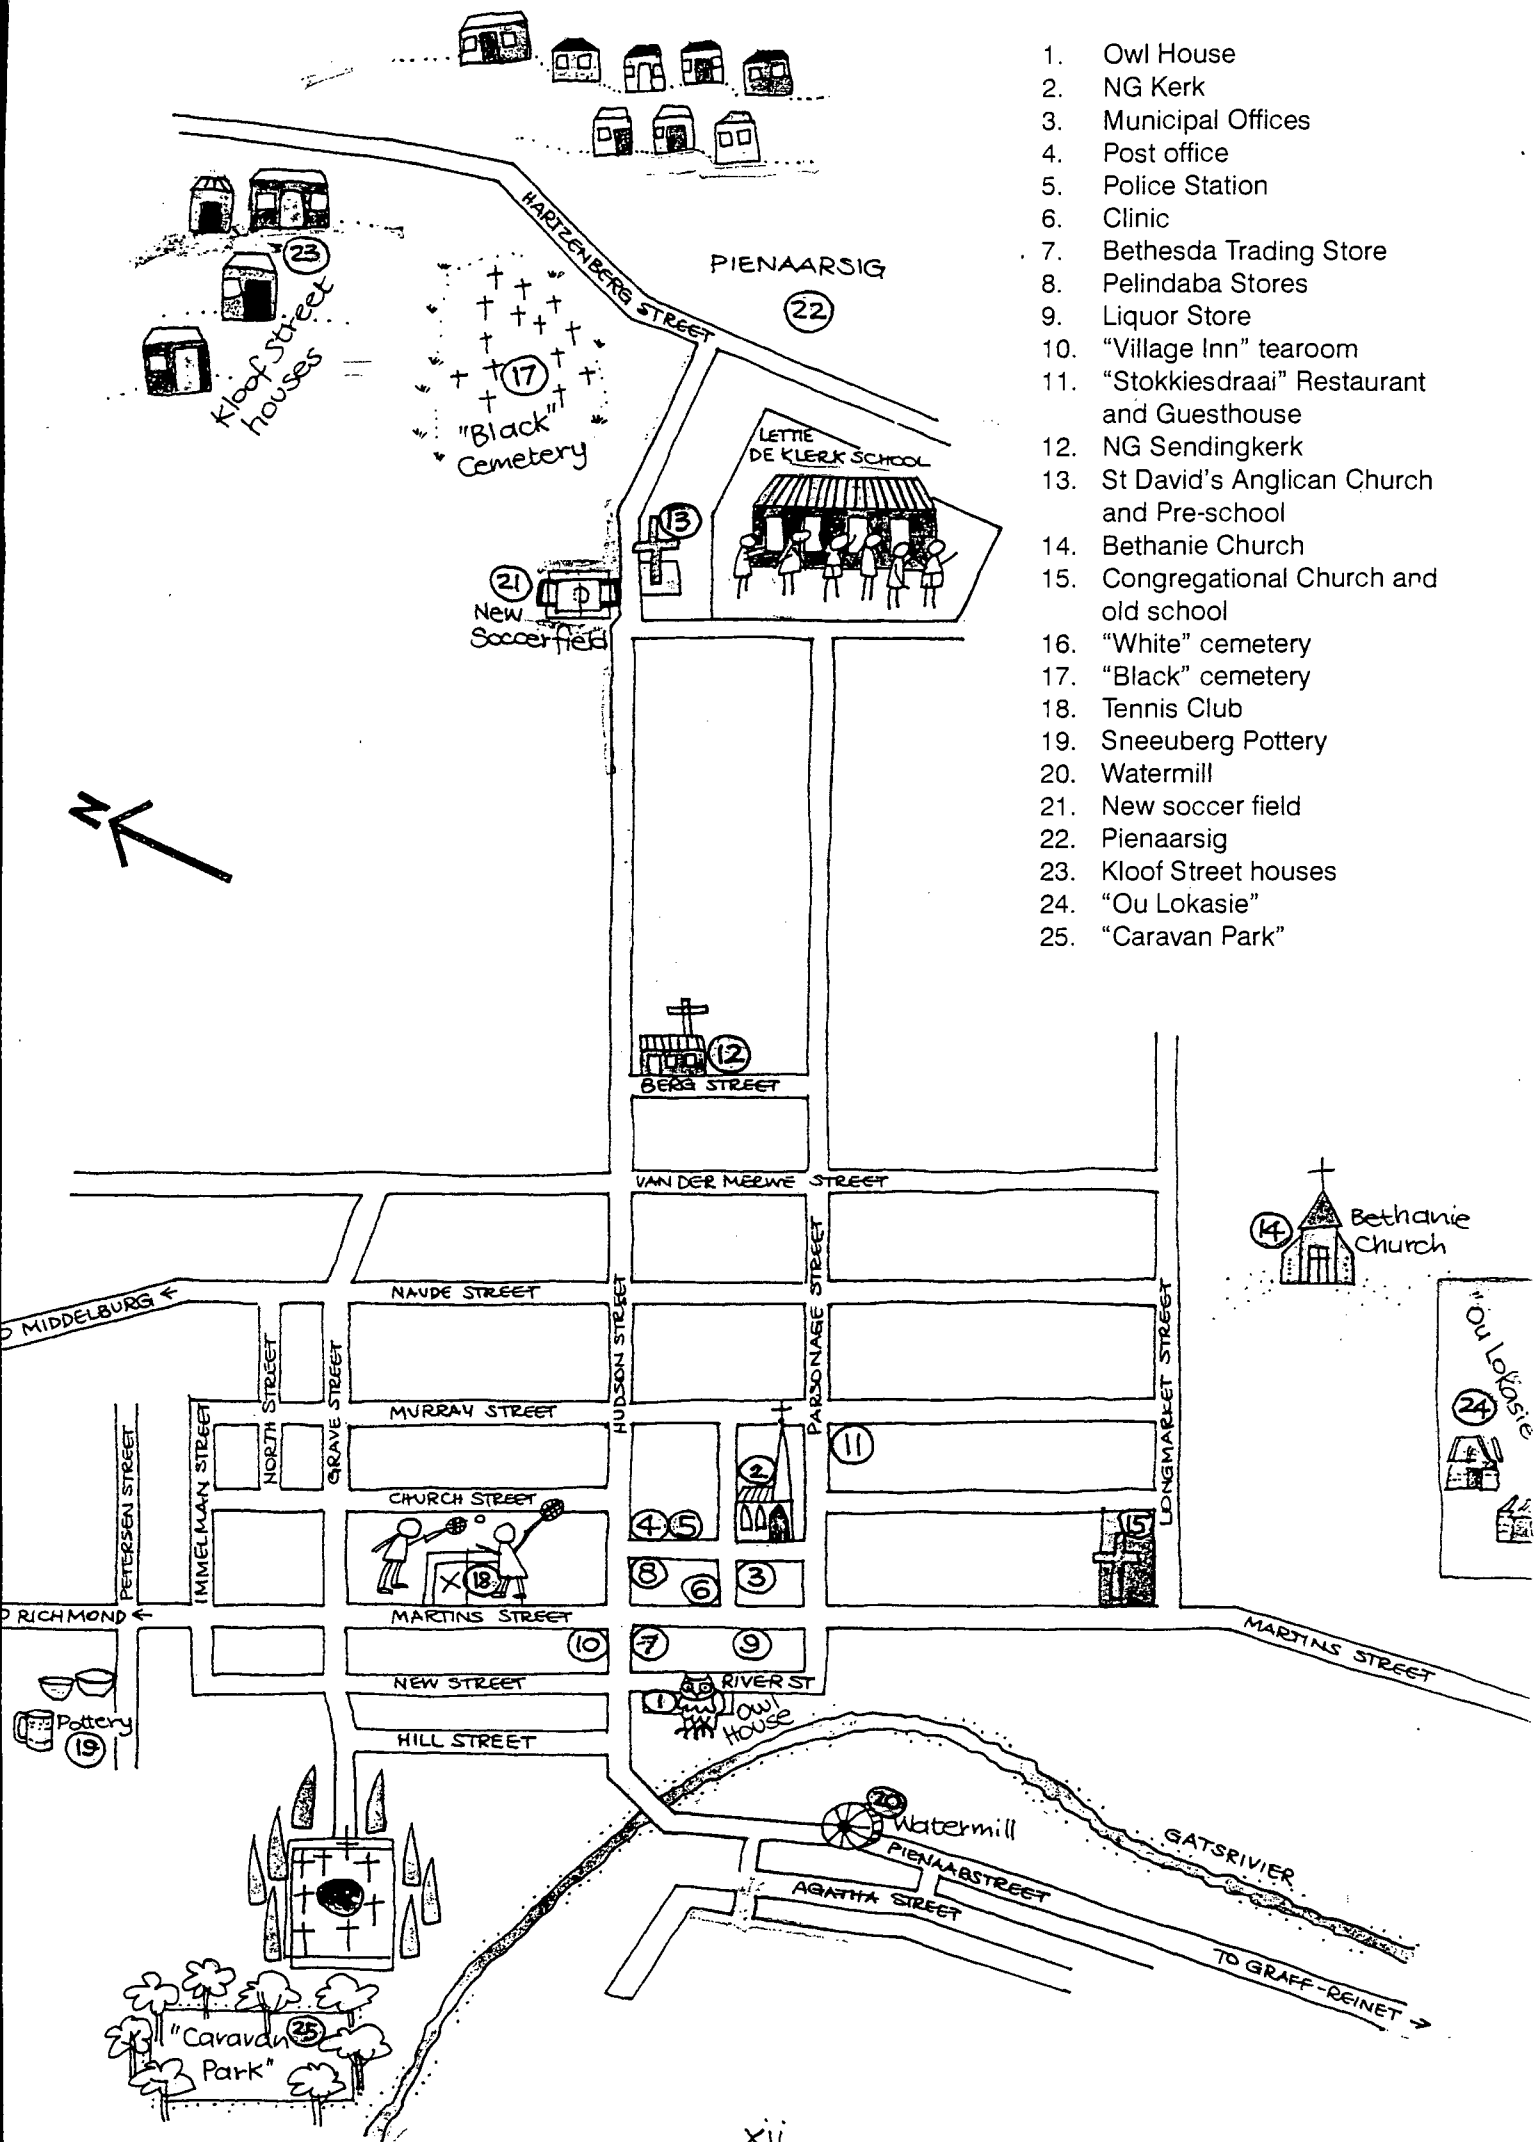 1. Owl House
2. NG Kerk
3. Municipal Offices
4. Post office
5. Police Station
6. Clinic
7. Bethesda Trading Store
8. Pelindaba Stores
9. Liquor Store
10. “Village Inn” tearoom
11. “Stokkiesdraai” Restaurant
and Guesthouse
12. NG Sendingkerk
13. St David's Anglican Church
and Pre-school
14. Bethanie Church
15. Congregational Church and
old school
16. “White” cemetery
17. “Black” cemetery
18. Tennis Club
19. Sneeuberg Pottery
20. Watermill
21. New soccer field
22. Pienaarsig
23. Kloof Street houses
24. “Ou Lokasie”
25. “Caravan Park”
HARTZENBERG STREET
PIENAARSIG
22
23
Kloof Street
houses
17
"Black"
Cemetery
LETTIE
DE KLERK SCHOOL
13
21
New
Soccerfield
N
12
BERG STREET
VAN DER MERWE STREET
14
Bethanie
Church
NAUDE STREET
O MIDDELBURG ←
"Ou Lokasie
24
HUDSON STREET
PARSONAGE STREET
LONGMARKET STREET
NORTH STREET
GRAVE STREET
IMMELMAN STREET
PETERSEN STREET
MURRAY STREET
11
2
CHURCH STREET
4 5
15
X 18
8
6
3
O RICHMOND ←
MARTINS STREET
MARTINS STREET
10
7
9
NEW STREET
RIVER ST
1
Owl
House
Pottery
19
HILL STREET
20
Watermill
GATSRIVIER
PIENAABSTREET
AGATHA STREET
TO GRAFF-REINET →
"Caravan 25
Park"
xii